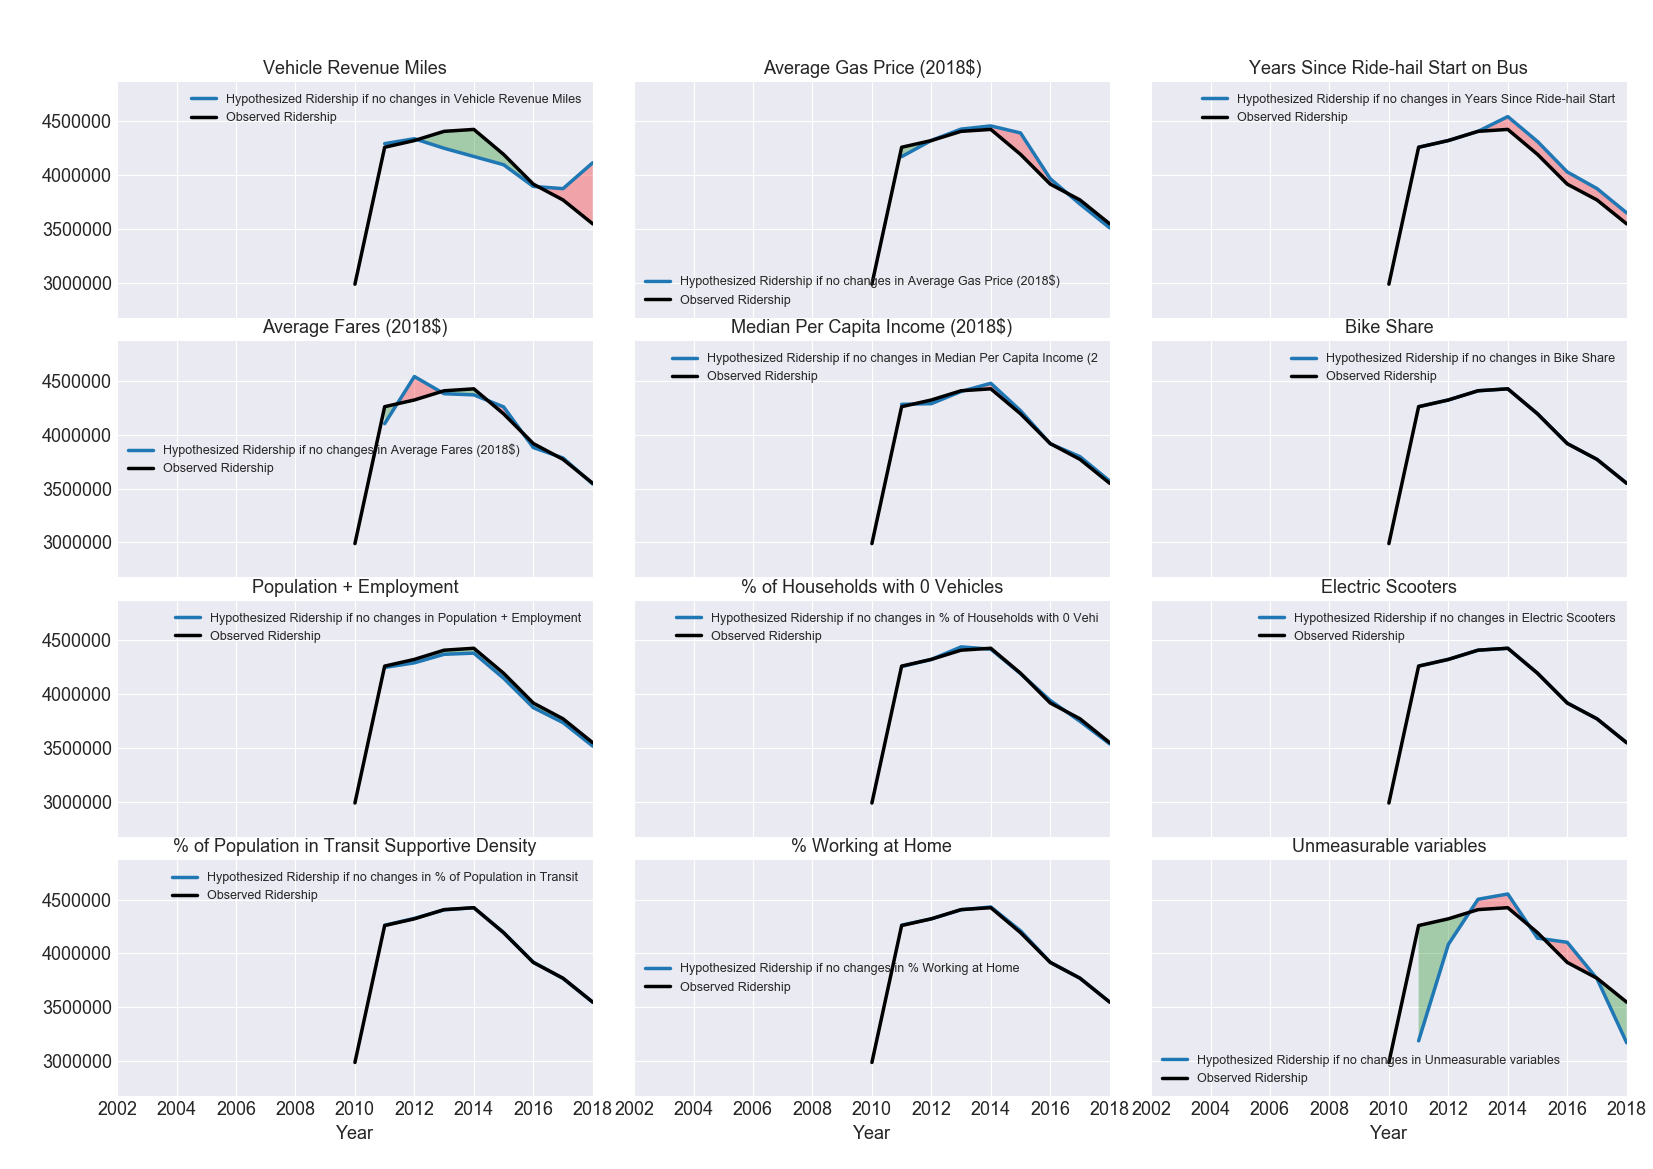 Vehicle Revenue Miles
Hypothesized Ridership if no changes in Vehicle Revenue Miles
Observed Ridership
4500000
4000000
3500000
3000000
Average Gas Price (2018$)
Hypothesized Ridership if no changes in Average Gas Price (2018$)
Observed Ridership
Years Since Ride-hail Start on Bus
Hypothesized Ridership if no changes in Years Since Ride-hail Start
Observed Ridership
Average Fares (2018$)
4500000
4000000
3500000
3000000
Hypothesized Ridership if no changes in Average Fares (2018$)
Observed Ridership
Median Per Capita Income (2018$)
Hypothesized Ridership if no changes in Median Per Capita Income (2
Observed Ridership
Bike Share
Hypothesized Ridership if no changes in Bike Share
Observed Ridership
Population + Employment
Hypothesized Ridership if no changes in Population + Employment
Observed Ridership
4500000
4000000
3500000
3000000
% of Households with 0 Vehicles
Hypothesized Ridership if no changes in % of Households with 0 Vehi
Observed Ridership
Electric Scooters
Hypothesized Ridership if no changes in Electric Scooters
Observed Ridership
% of Population in Transit Supportive Density
Hypothesized Ridership if no changes in % of Population in Transit
Observed Ridership
4500000
4000000
3500000
3000000
2002 2004 2006 2008 2010 2012 2014 2016 2018
Year
% Working at Home
Hypothesized Ridership if no changes in % Working at Home
Observed Ridership
2002 2004 2006 2008 2010 2012 2014 2016 2018
Year
Unmeasurable variables
Hypothesized Ridership if no changes in Unmeasurable variables
Observed Ridership
2002 2004 2006 2008 2010 2012 2014 2016 2018
Year